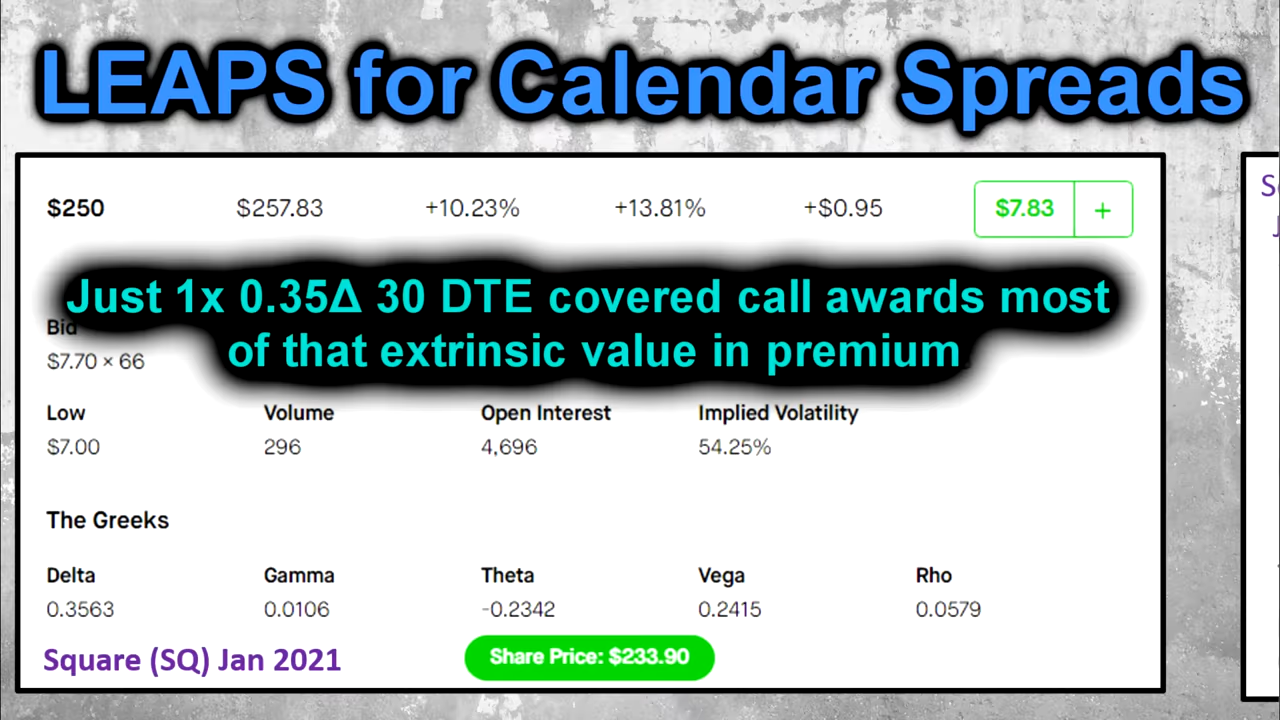 LEAPS for Calendar Spreads
$250 $257.83 +10.23% +13.81% +$0.95 $7.83 +
Just 1x 0.35Δ 30 DTE covered call awards most
of that extrinsic value in premium
Bid
$7.70 × 66
Low Volume Open Interest Implied Volatility
$7.00 296 4,696 54.25%
The Greeks
Delta Gamma Theta Vega Rho
0.3563 0.0106 -0.2342 0.2415 0.0579
Square (SQ) Jan 2021 Share Price: $233.90